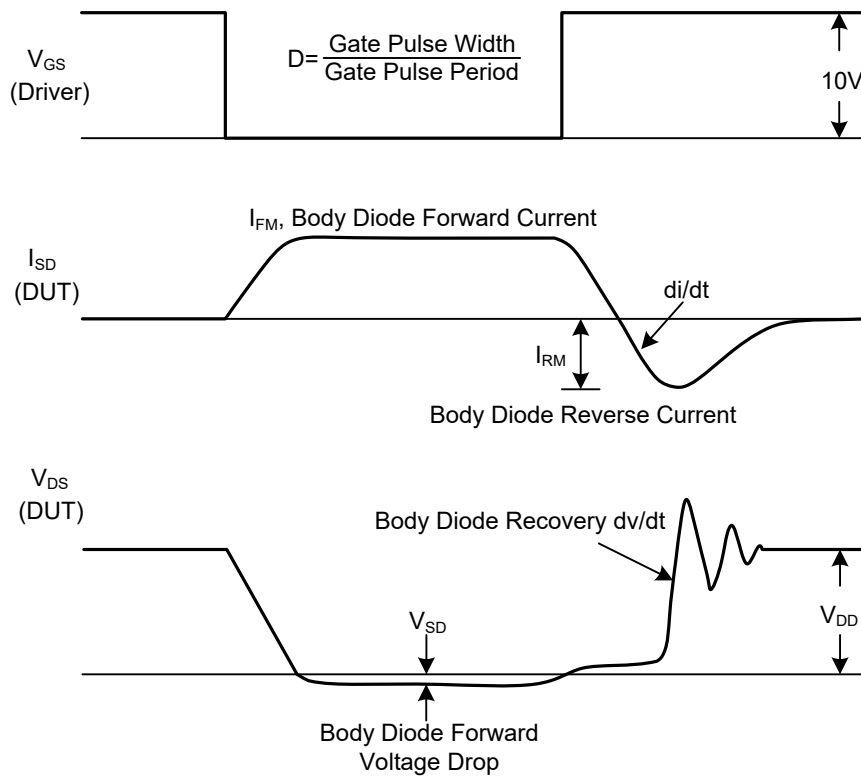 V_GS
(Driver)
D= Gate Pulse Width
Gate Pulse Period
10V
I_FM, Body Diode Forward Current
I_SD
(DUT)
di/dt
I_RM
Body Diode Reverse Current
V_DS
(DUT)
Body Diode Recovery dv/dt
V_SD
V_DD
Body Diode Forward
Voltage Drop